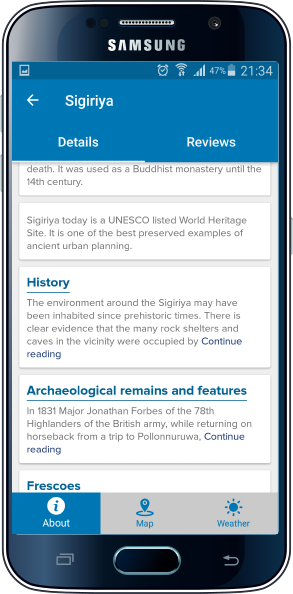 SAMSUNG
47% 21:34
Sigiriya
Details Reviews
death. It was used as a Buddhist monastery until the
14th century.
Sigiriya today is a UNESCO listed World Heritage
Site. It is one of the best preserved examples of
ancient urban planning.
History
The environment around the Sigiriya may have
been inhabited since prehistoric times. There is
clear evidence that the many rock shelters and
caves in the vicinity were occupied by Continue
reading
Archaeological remains and features
In 1831 Major Jonathan Forbes of the 78th
Highlanders of the British army, while returning on
horseback from a trip to Pollonnuruwa, Continue
reading
Frescoes
About Map Weather